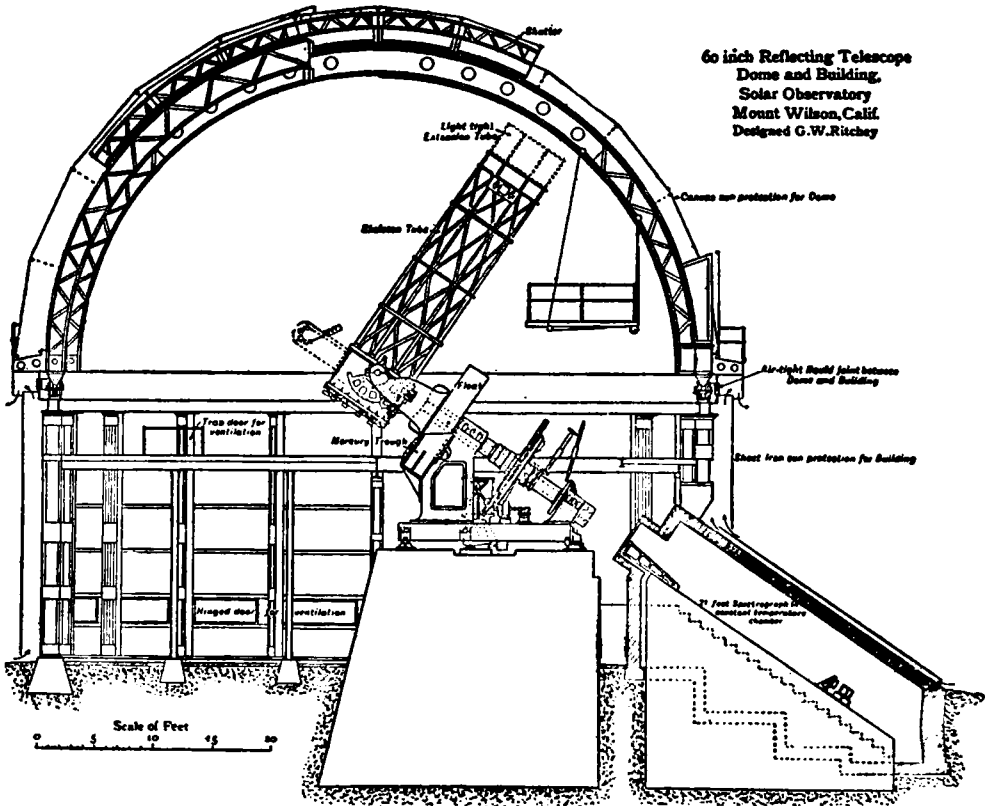 60 inch Reflecting Telescope
Dome and Building,
Solar Observatory
Mount Wilson, Calif.
Designed G.W. Ritchey
Shutter
Light tight
Extension Tube
Canvas sun protection for Dome
Skeleton Tube
Air-tight liquid joint between
Dome and Building
Float
Trap door for
ventilation
Mercury Trough
Sheet iron sun protection for Building
foot Spectrograph in
constant temperature
chamber
Hinged door for ventilation
Scale of Feet
0 5 10 15 20